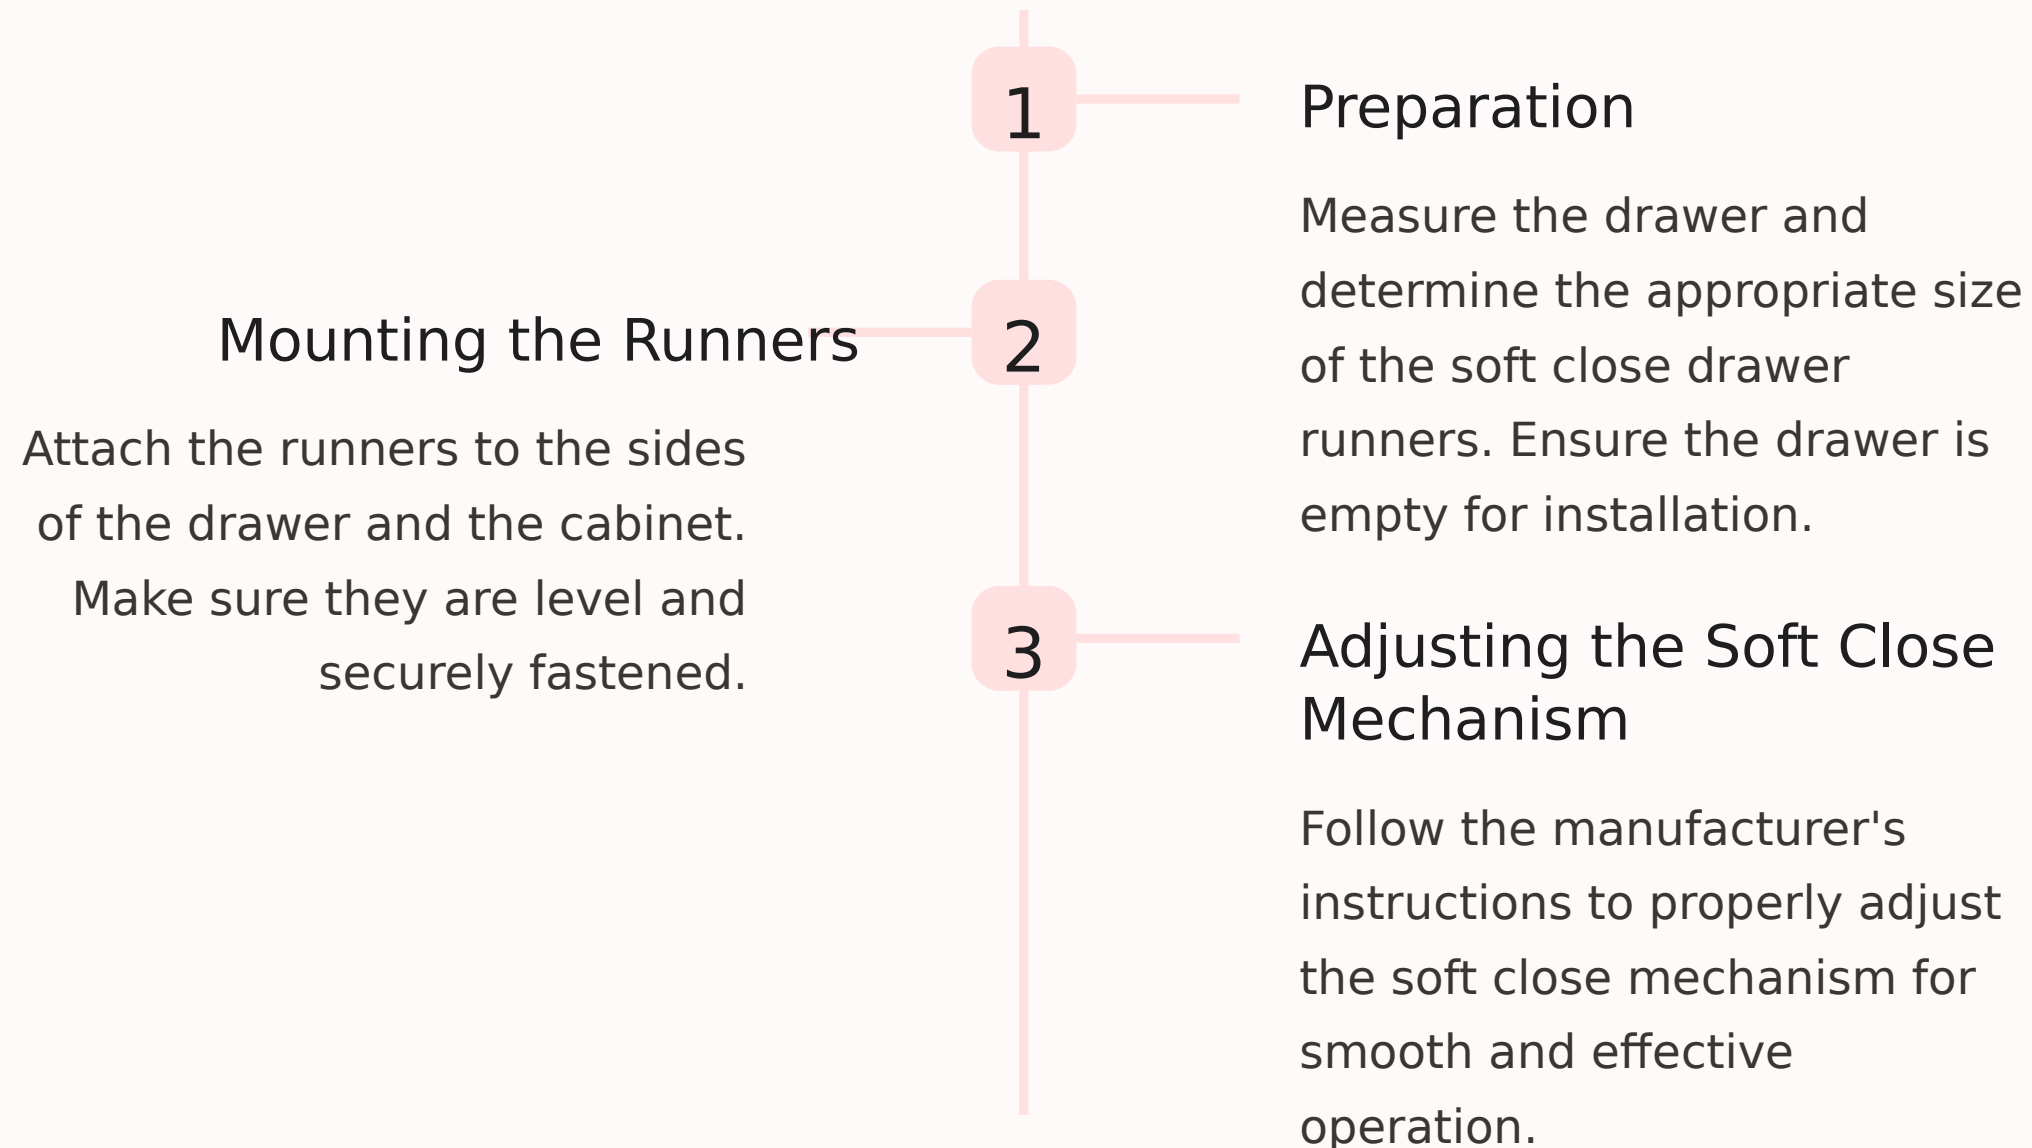 1
Preparation
Measure the drawer and
determine the appropriate size
of the soft close drawer
runners. Ensure the drawer is
empty for installation.
2
Mounting the Runners
Attach the runners to the sides
of the drawer and the cabinet.
Make sure they are level and
securely fastened.
3
Adjusting the Soft Close
Mechanism
Follow the manufacturer's
instructions to properly adjust
the soft close mechanism for
smooth and effective
operation.